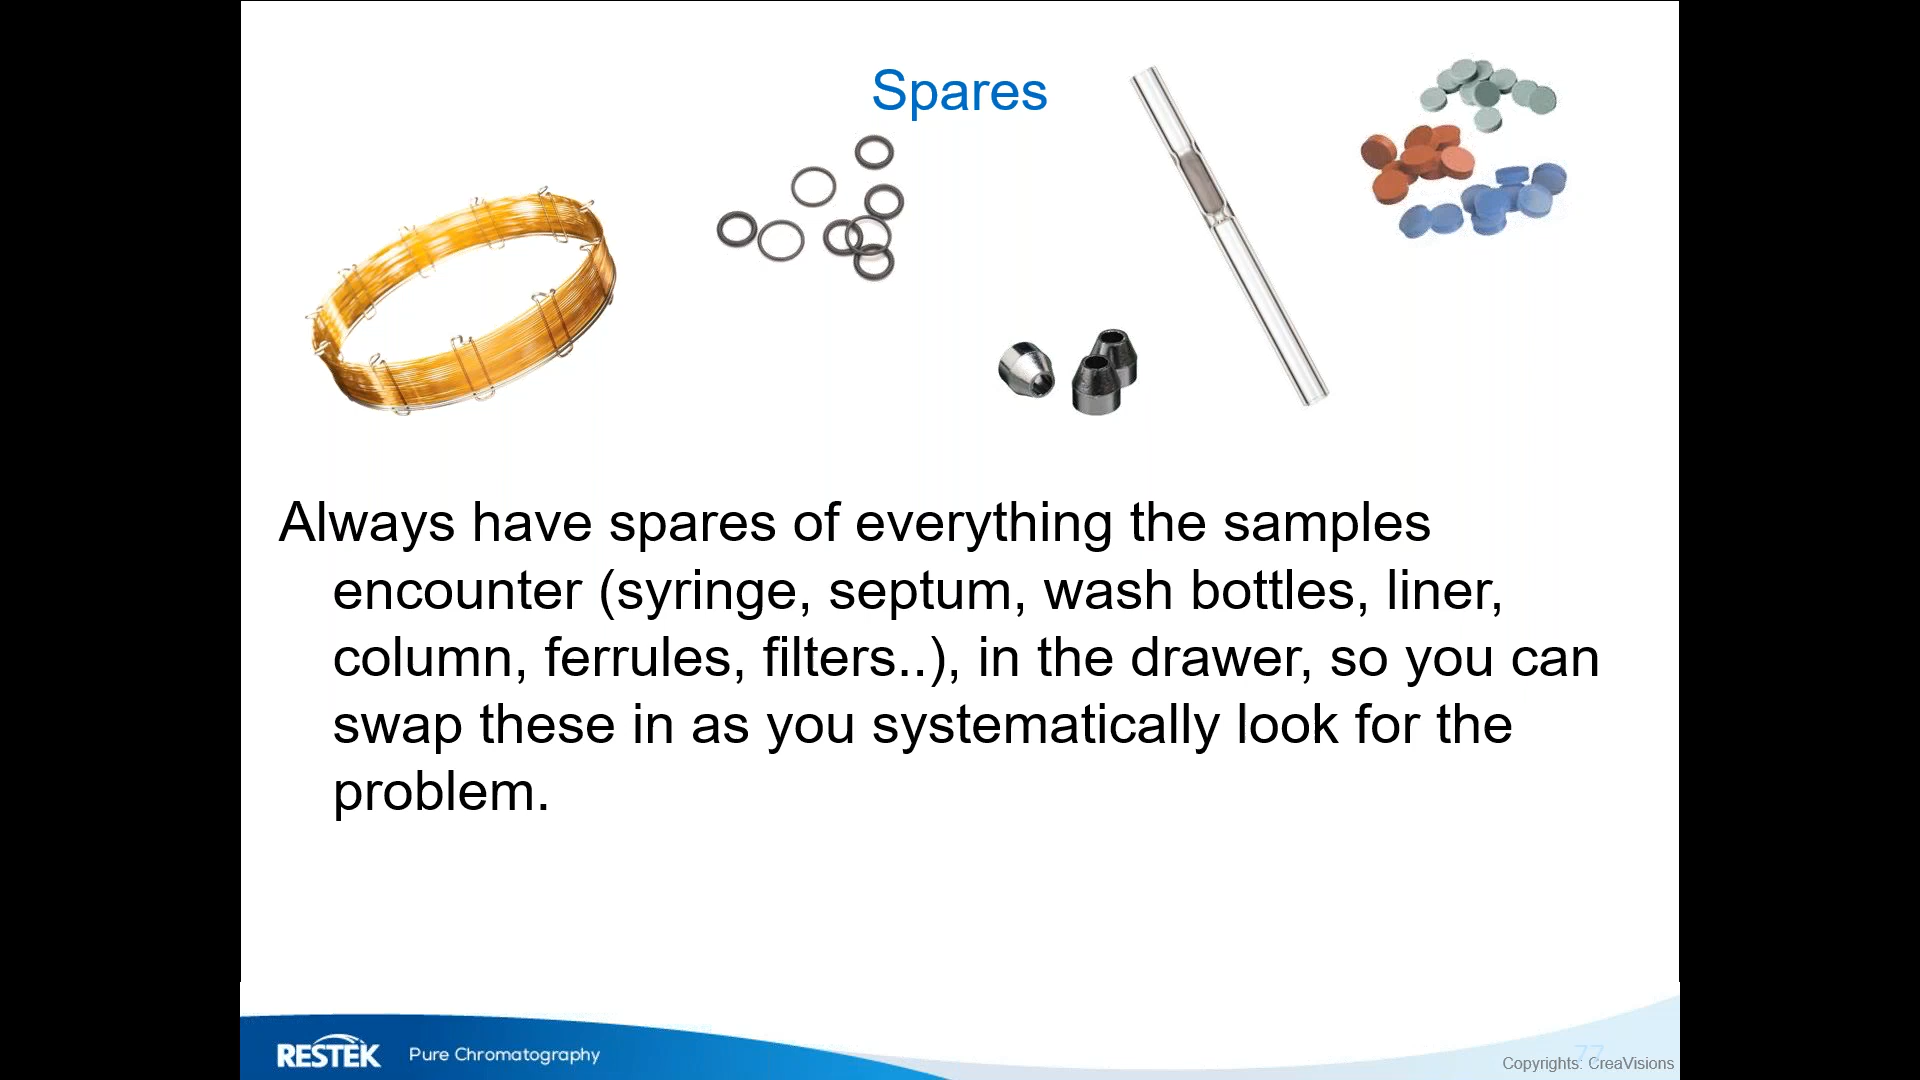 Spares
Always have spares of everything the samples
encounter (syringe, septum, wash bottles, liner,
column, ferrules, filters..), in the drawer, so you can
swap these in as you systematically look for the
problem.
RESTEK Pure Chromatography
77
Copyrights: CreaVisions